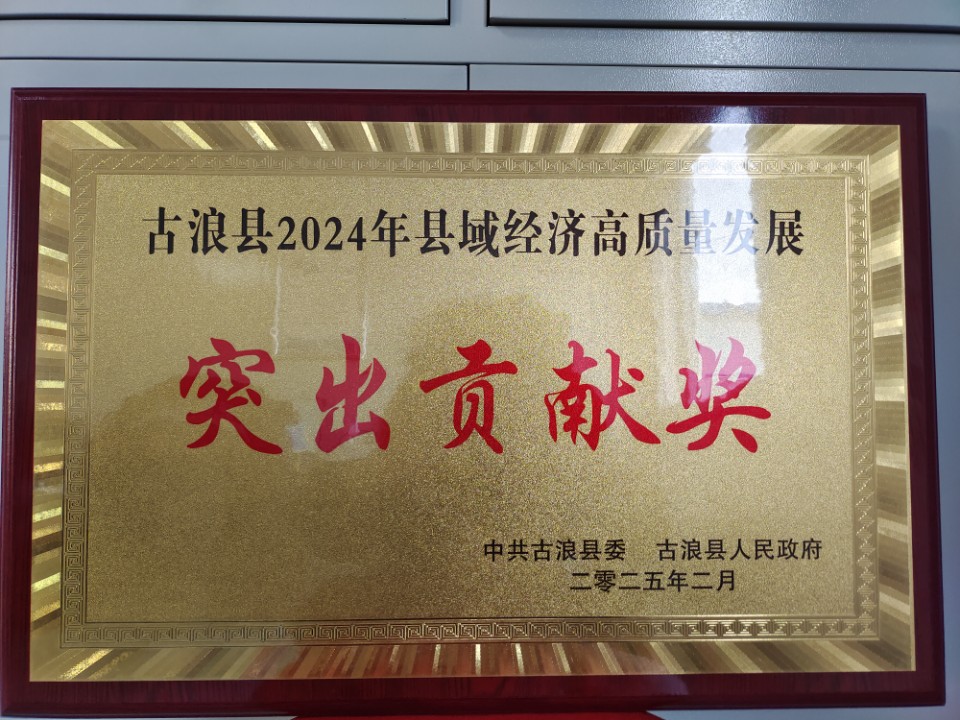 古浪县2024年县域经济高质量发展
突出贡献奖
中共古浪县委 古浪县人民政府
二零二五年二月